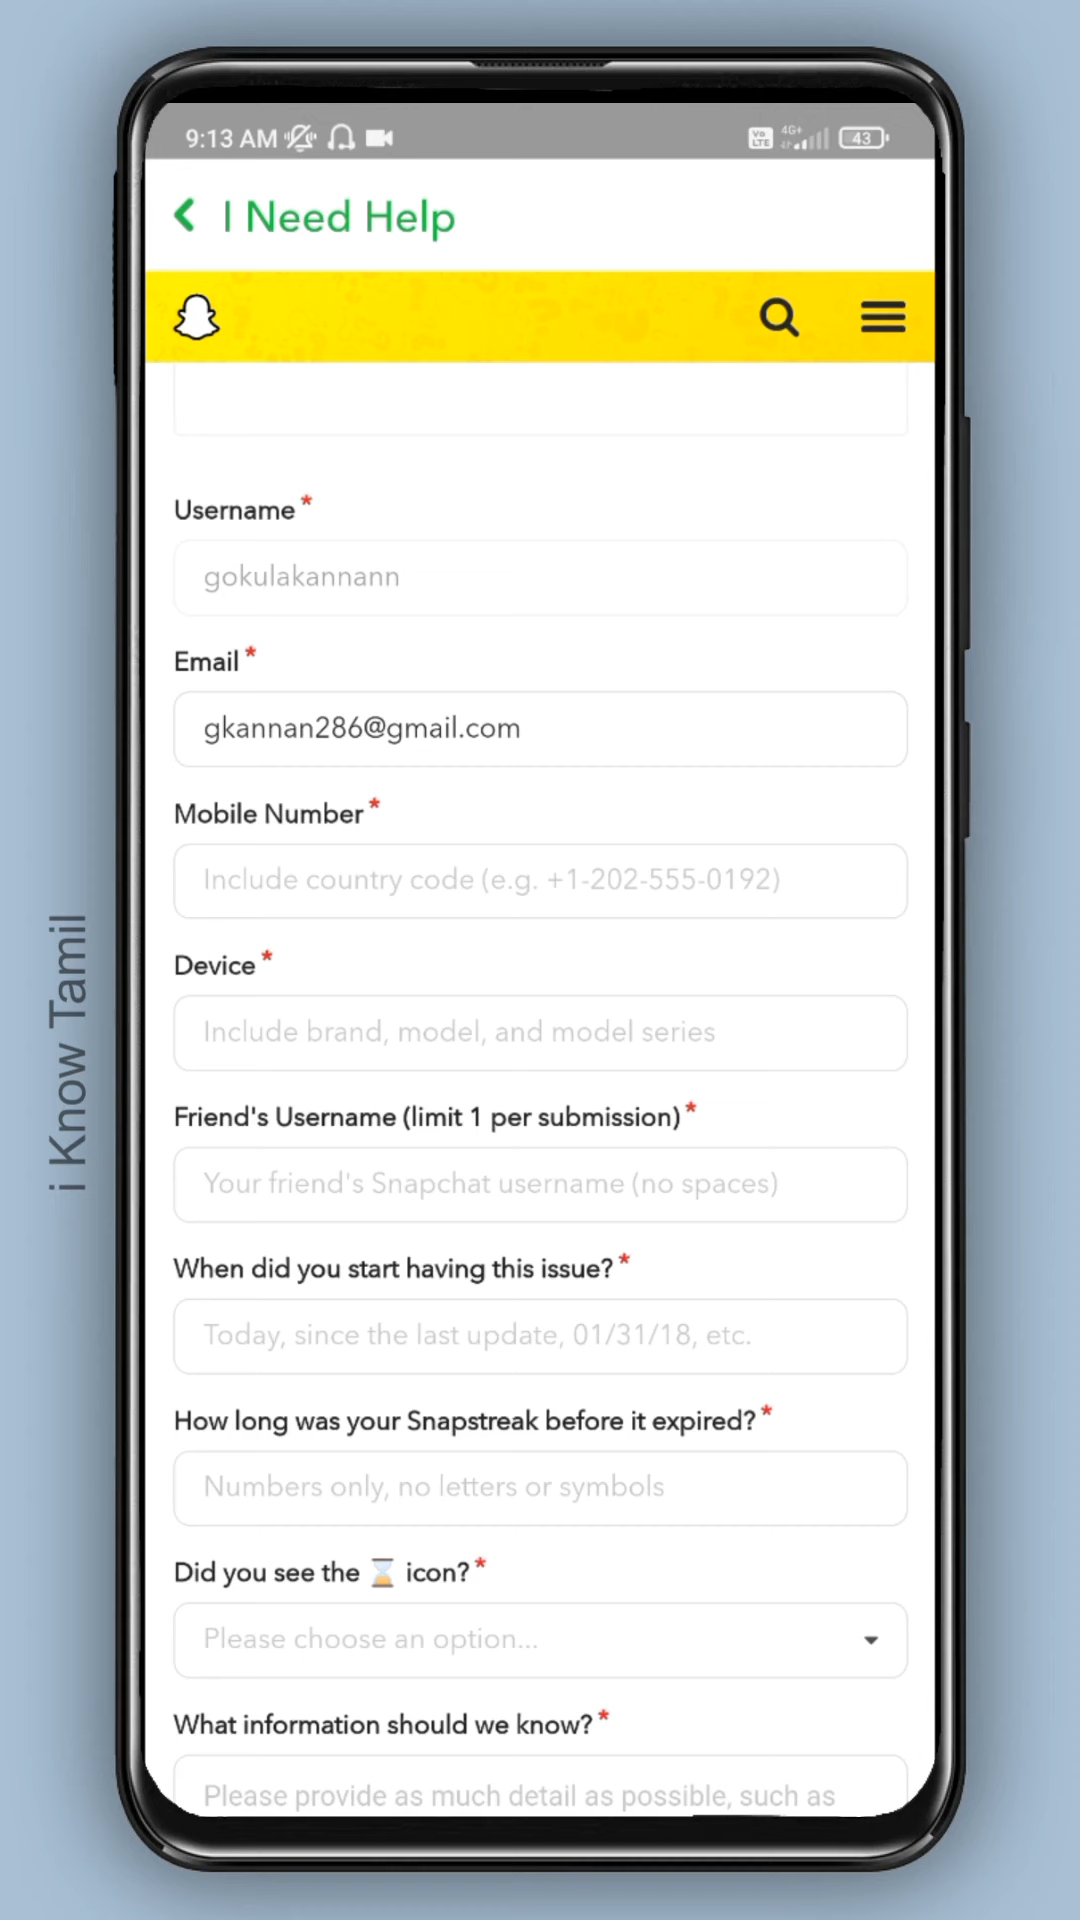 9:13 AM
Vo LTE 4G+ 43
I Need Help
Username *
gokulakannann
Email *
gkannan286@gmail.com
Mobile Number *
Include country code (e.g. +1-202-555-0192)
Device *
Include brand, model, and model series
Friend's Username (limit 1 per submission) *
Your friend's Snapchat username (no spaces)
When did you start having this issue? *
Today, since the last update, 01/31/18, etc.
How long was your Snapstreak before it expired? *
Numbers only, no letters or symbols
Did you see the ⌛ icon? *
Please choose an option...
What information should we know? *
Please provide as much detail as possible, such as
i Know Tamil